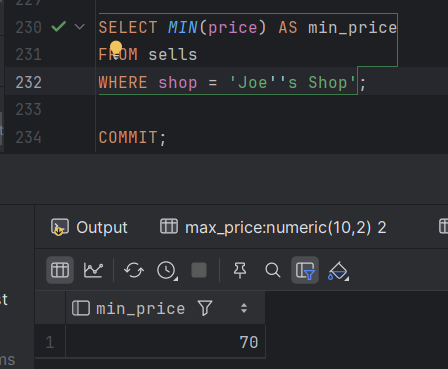 229
230 SELECT MIN(price) AS min_price
231 FROM sells
232 WHERE shop = 'Joe''s Shop';
233
234 COMMIT;
Output max_price:numeric(10,2) 2
min_price
1 70